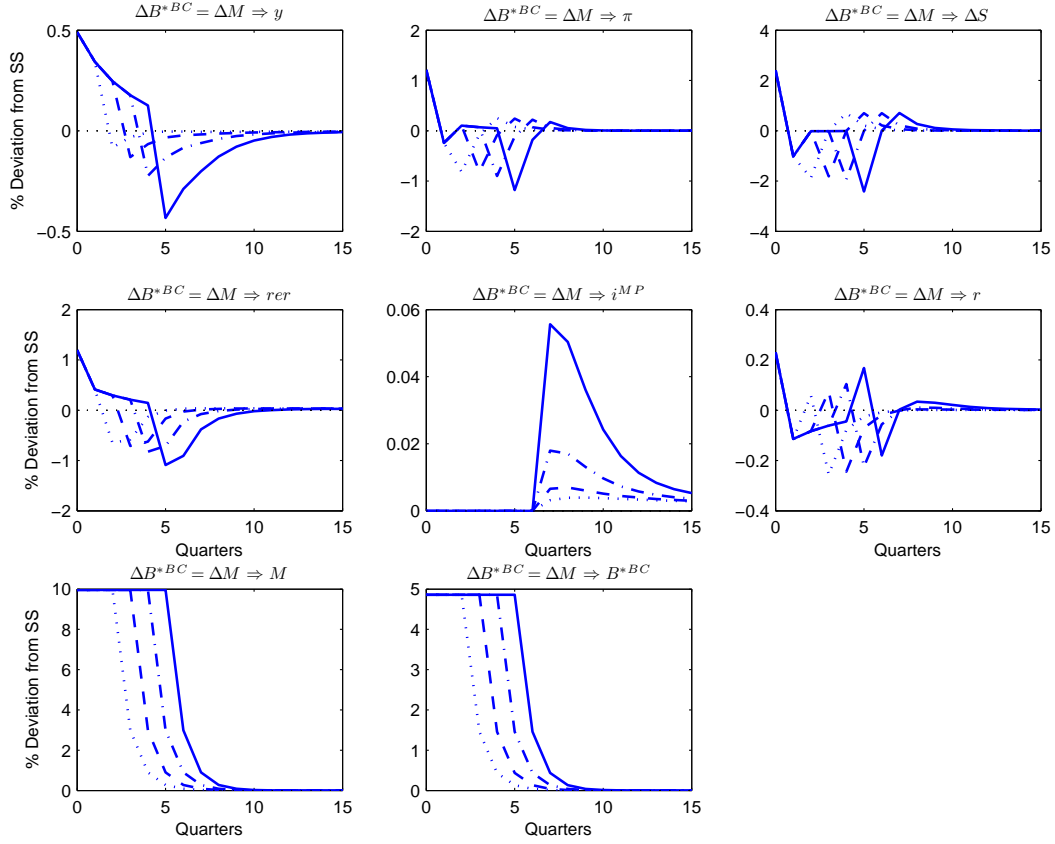 ΔB*ᴮᶜ = ΔM ⇒ y
ΔB*ᴮᶜ = ΔM ⇒ π
ΔB*ᴮᶜ = ΔM ⇒ ΔS
% Deviation from SS
0.5
0
−0.5
0 5 10 15
2
1
0
−1
−2
0 5 10 15
4
2
0
−2
−4
0 5 10 15
ΔB*ᴮᶜ = ΔM ⇒ rer
ΔB*ᴮᶜ = ΔM ⇒ iᴹᴾ
ΔB*ᴮᶜ = ΔM ⇒ r
% Deviation from SS
2
1
0
−1
−2
0 5 10 15
0.06
0.04
0.02
0
0 5 10 15
Quarters
0.4
0.2
0
−0.2
−0.4
0 5 10 15
Quarters
Quarters
ΔB*ᴮᶜ = ΔM ⇒ M
ΔB*ᴮᶜ = ΔM ⇒ B*ᴮᶜ
% Deviation from SS
10
8
6
4
2
0
0 5 10 15
Quarters
5
4
3
2
1
0
0 5 10 15
Quarters